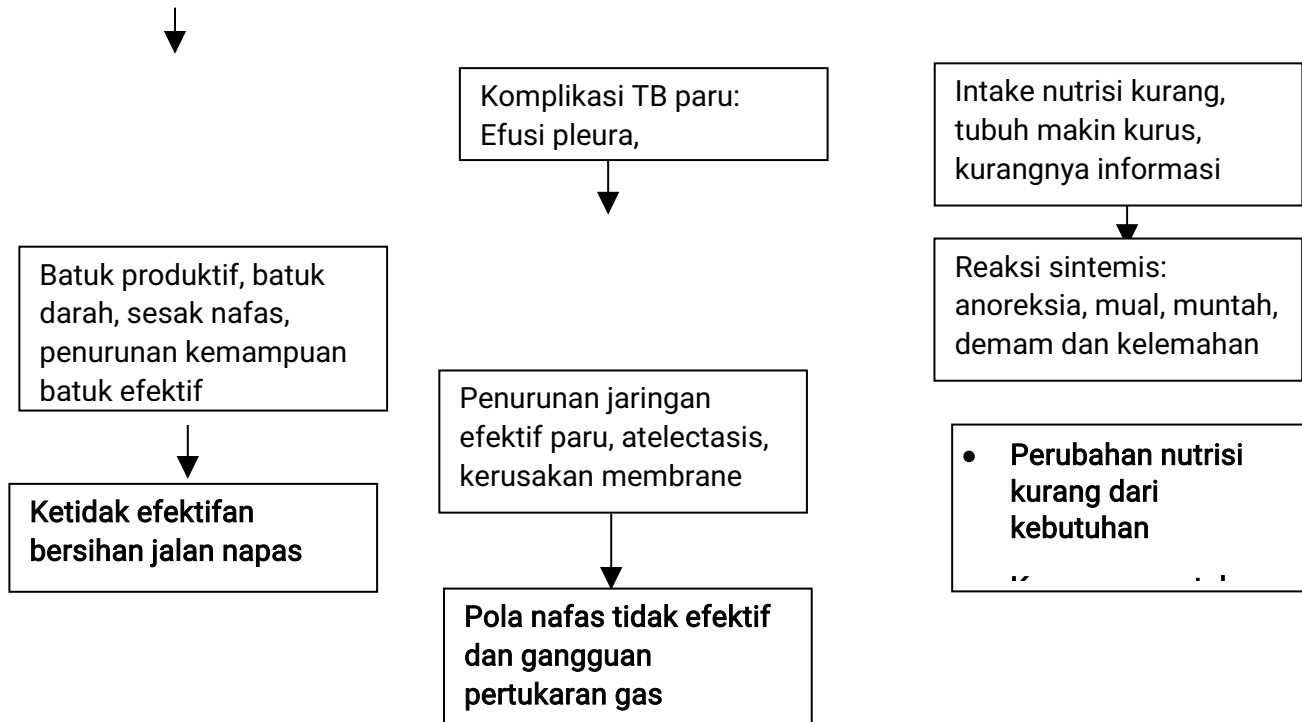 Komplikasi TB paru:
Efusi pleura,
Intake nutrisi kurang,
tubuh makin kurus,
kurangnya informasi
Batuk produktif, batuk
darah, sesak nafas,
penurunan kemampuan
batuk efektif
Reaksi sintemis:
anoreksia, mual, muntah,
demam dan kelemahan
Penurunan jaringan
efektif paru, atelectasis,
kerusakan membrane
Ketidak efektifan
bersihan jalan napas
• Perubahan nutrisi
kurang dari
kebutuhan
Pola nafas tidak efektif
dan gangguan
pertukaran gas